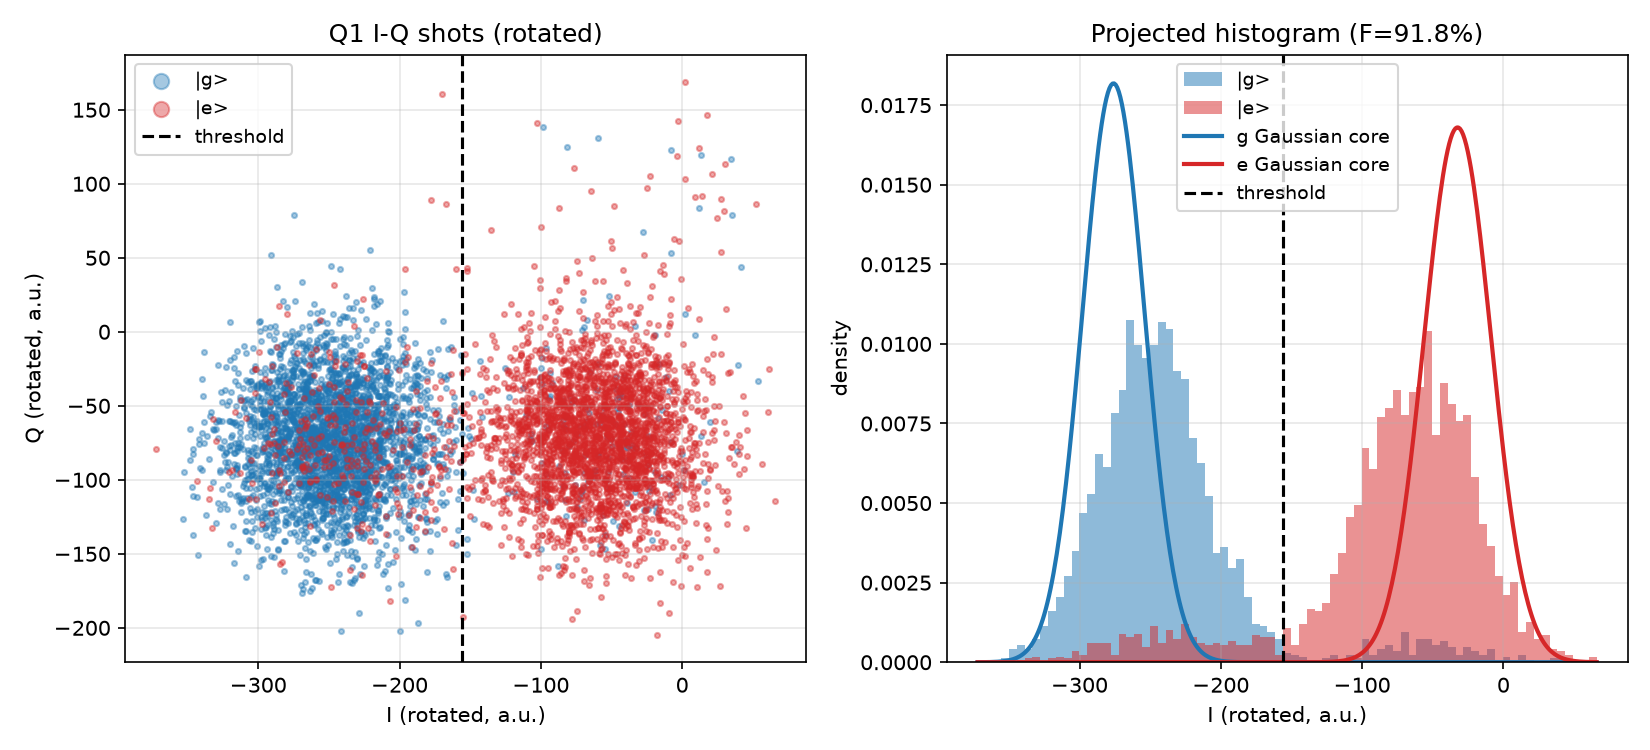 Q1 I-Q shots (rotated)
|g>
|e>
threshold
150
100
50
0
−50
−100
−150
−200
Q (rotated, a.u.)
−300
−200
−100
0
I (rotated, a.u.)
Projected histogram (F=91.8%)
|g>
|e>
g Gaussian core
e Gaussian core
threshold
0.0175
0.0150
0.0125
0.0100
0.0075
0.0050
0.0025
0.0000
density
−300
−200
−100
0
I (rotated, a.u.)